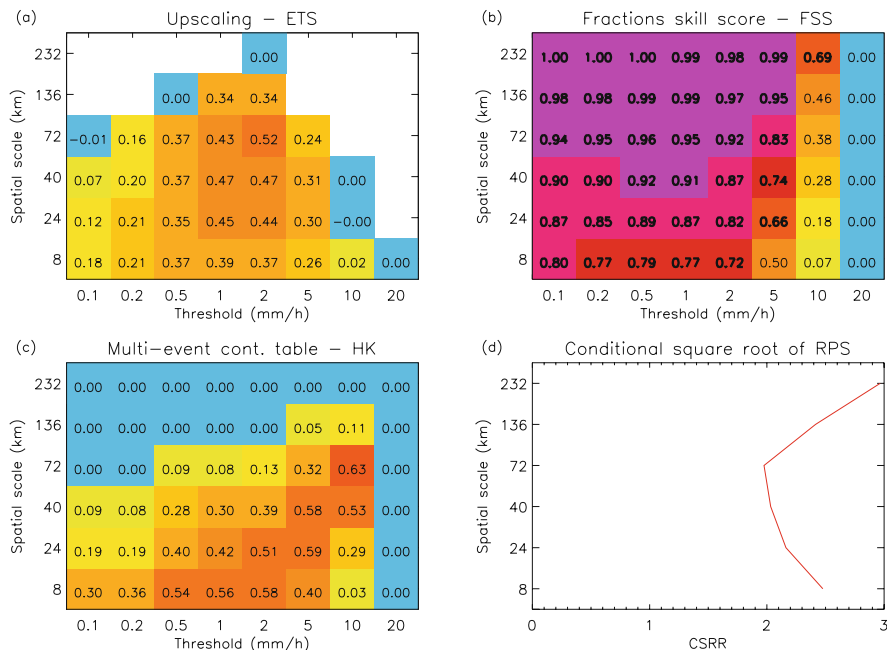 (a) Upscaling – ETS
Spatial scale (km)
232 0.00
136 0.00 0.34 0.34
72 −0.01 0.16 0.37 0.43 0.52 0.24
40 0.07 0.20 0.37 0.47 0.47 0.31 0.00
24 0.12 0.21 0.35 0.45 0.44 0.30 −0.00
8 0.18 0.21 0.37 0.39 0.37 0.26 0.02 0.00
0.1 0.2 0.5 1 2 5 10 20
Threshold (mm/h)
(b) Fractions skill score – FSS
Spatial scale (km)
232 1.00 1.00 1.00 0.99 0.98 0.99 0.69 0.00
136 0.98 0.98 0.99 0.99 0.97 0.95 0.46 0.00
72 0.94 0.95 0.96 0.95 0.92 0.83 0.38 0.00
40 0.90 0.90 0.92 0.91 0.87 0.74 0.28 0.00
24 0.87 0.85 0.89 0.87 0.82 0.66 0.18 0.00
8 0.80 0.77 0.79 0.77 0.72 0.50 0.07 0.00
0.1 0.2 0.5 1 2 5 10 20
Threshold (mm/h)
(c) Multi–event cont. table – HK
Spatial scale (km)
232 0.00 0.00 0.00 0.00 0.00 0.00 0.00 0.00
136 0.00 0.00 0.00 0.00 0.00 0.05 0.11 0.00
72 0.00 0.00 0.09 0.08 0.13 0.32 0.63 0.00
40 0.09 0.08 0.28 0.30 0.39 0.58 0.53 0.00
24 0.19 0.19 0.40 0.42 0.51 0.59 0.29 0.00
8 0.30 0.36 0.54 0.56 0.58 0.40 0.03 0.00
0.1 0.2 0.5 1 2 5 10 20
Threshold (mm/h)
(d) Conditional square root of RPS
Spatial scale (km)
232
136
72
40
24
8
0 1 2 3
CSRR